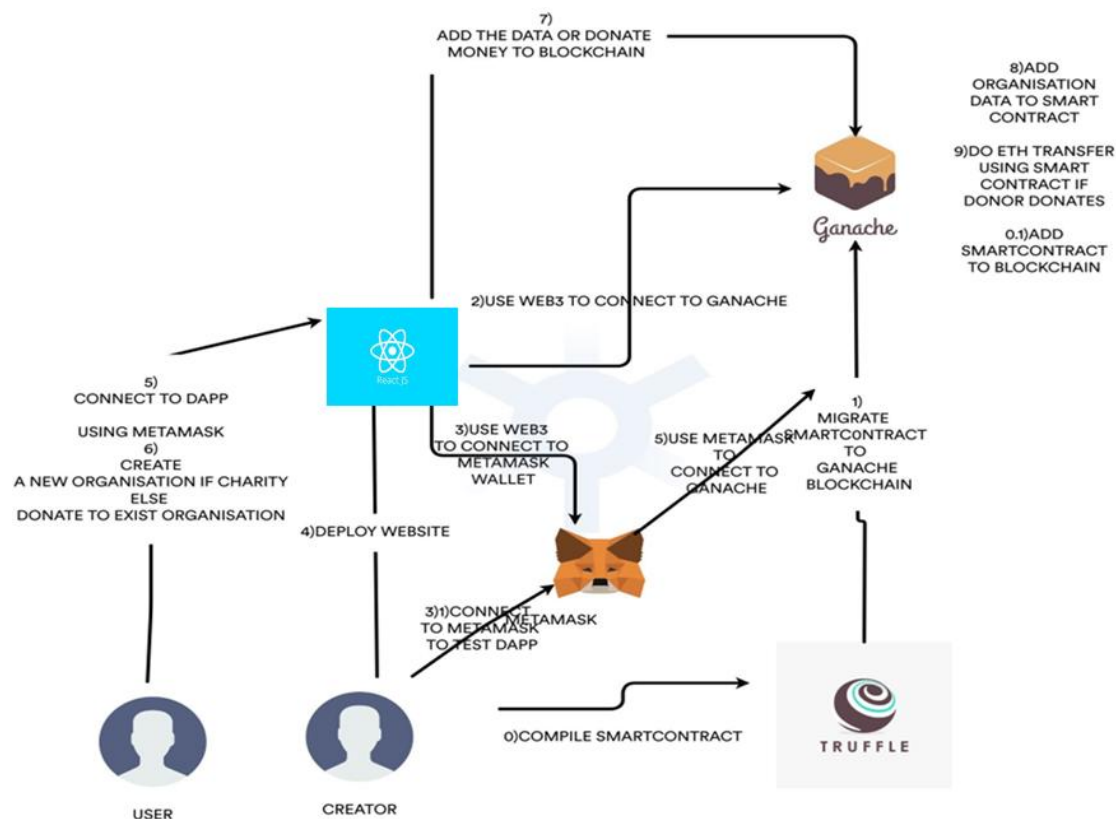 7)
ADD THE DATA OR DONATE
MONEY TO BLOCKCHAIN
8)ADD
ORGANISATION
DATA TO SMART
CONTRACT
9)DO ETH TRANSFER
USING SMART
CONTRACT IF
DONOR DONATES
0.1)ADD
SMARTCONTRACT
TO BLOCKCHAIN
Ganache
2)USE WEB3 TO CONNECT TO GANACHE
React JS
5)
CONNECT TO DAPP
USING METAMASK
6)
CREATE
A NEW ORGANISATION IF CHARITY
ELSE
DONATE TO EXIST ORGANISATION
3)USE WEB3
TO CONNECT TO
METAMASK
WALLET
5)USE METAMASK
TO
CONNECT TO
GANACHE
1)
MIGRATE
SMARTCONTRACT
TO
GANACHE
BLOCKCHAIN
4)DEPLOY WEBSITE
3)1)CONNECT
TO METAMASK
TO TEST DAPP
METAMASK
0)COMPILE SMARTCONTRACT
TRUFFLE
USER
CREATOR